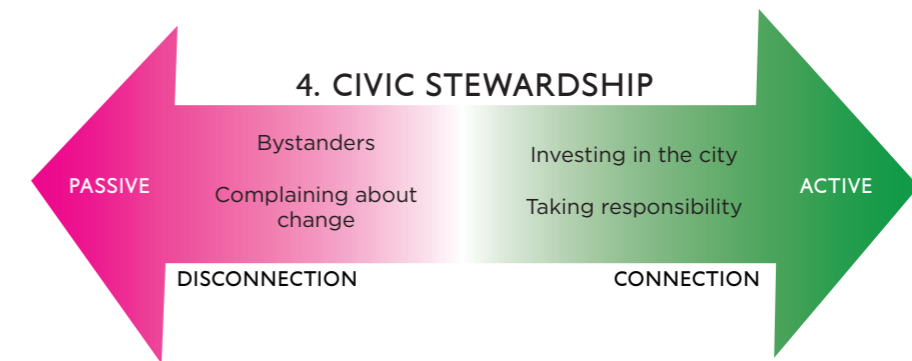 4. CIVIC STEWARDSHIP
PASSIVE
Bystanders
Complaining about
change
Investing in the city
Taking responsibility
ACTIVE
DISCONNECTION
CONNECTION